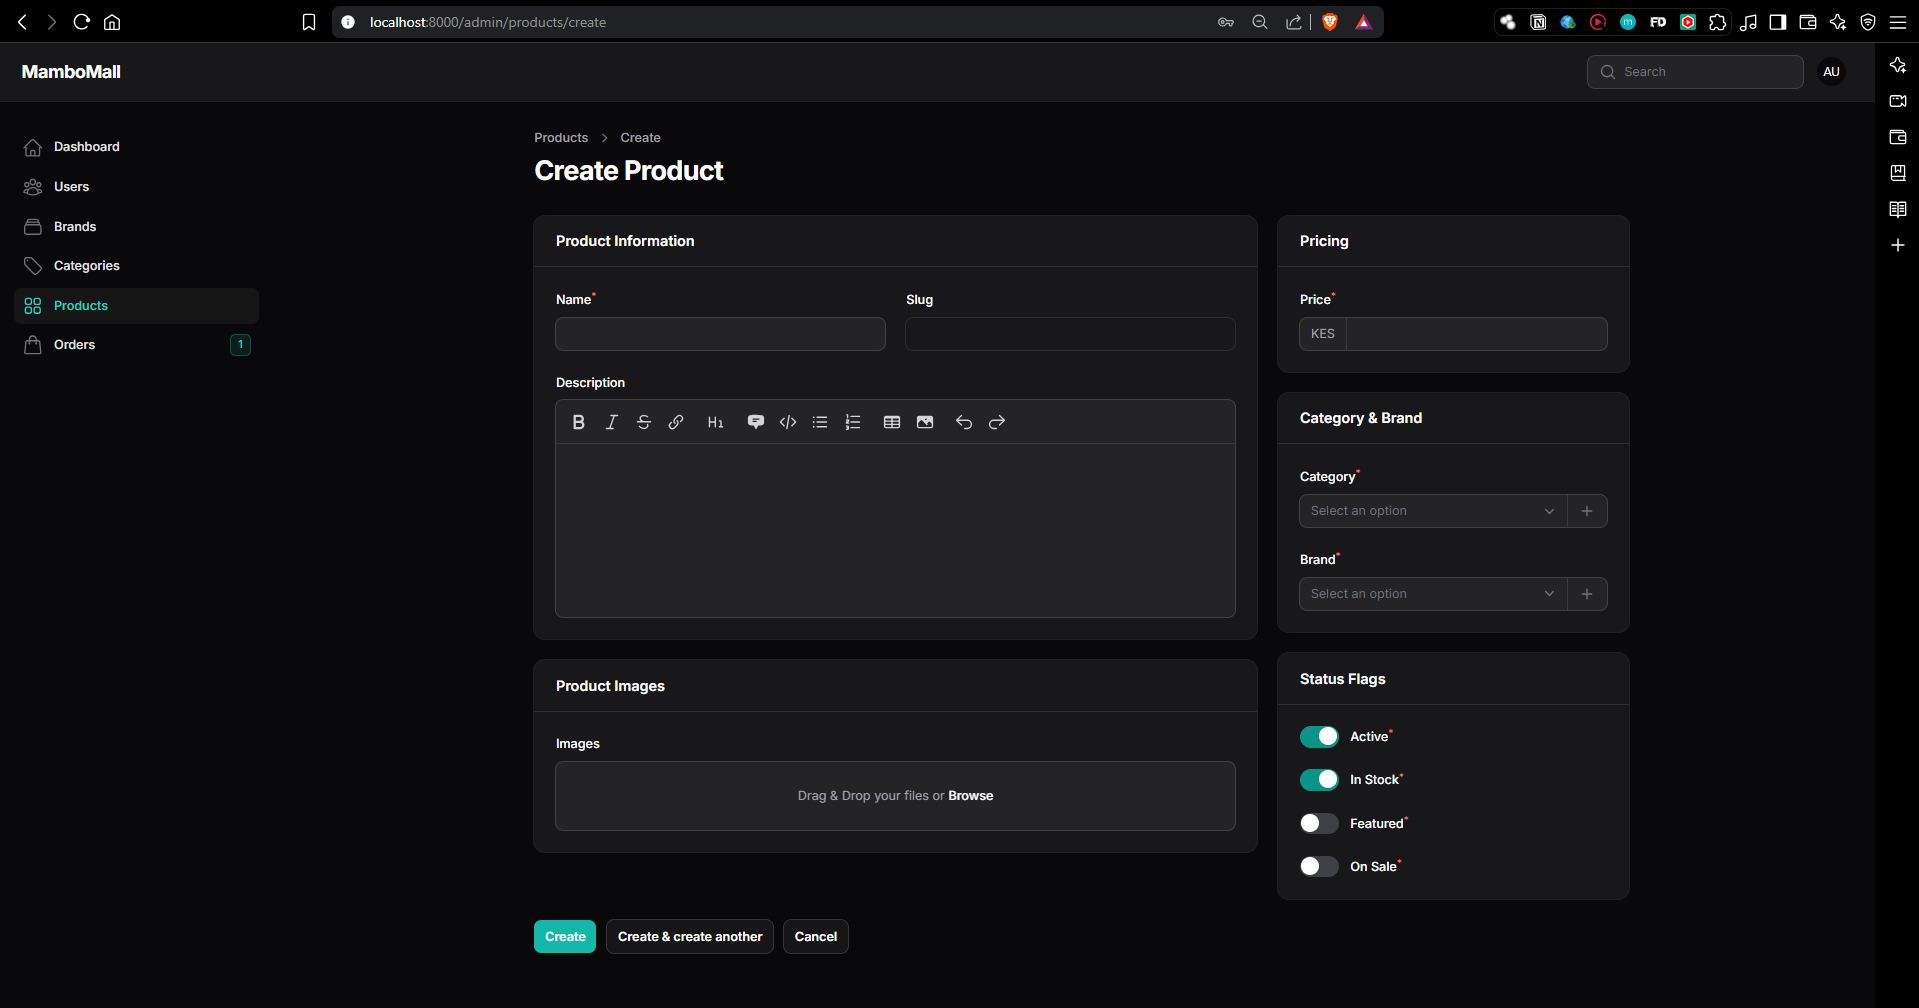 localhost:8000/admin/products/create
MamboMall
Search
AU
Dashboard
Users
Brands
Categories
Products
Orders
1
Products
Create
Create Product
Product Information
Name*
Slug
Description
B
I
S
H1
Product Images
Images
Drag & Drop your files or Browse
Pricing
Price*
KES
Category & Brand
Category*
Select an option
Brand*
Select an option
Status Flags
Active*
In Stock*
Featured*
On Sale*
Create
Create & create another
Cancel
FD
m
N